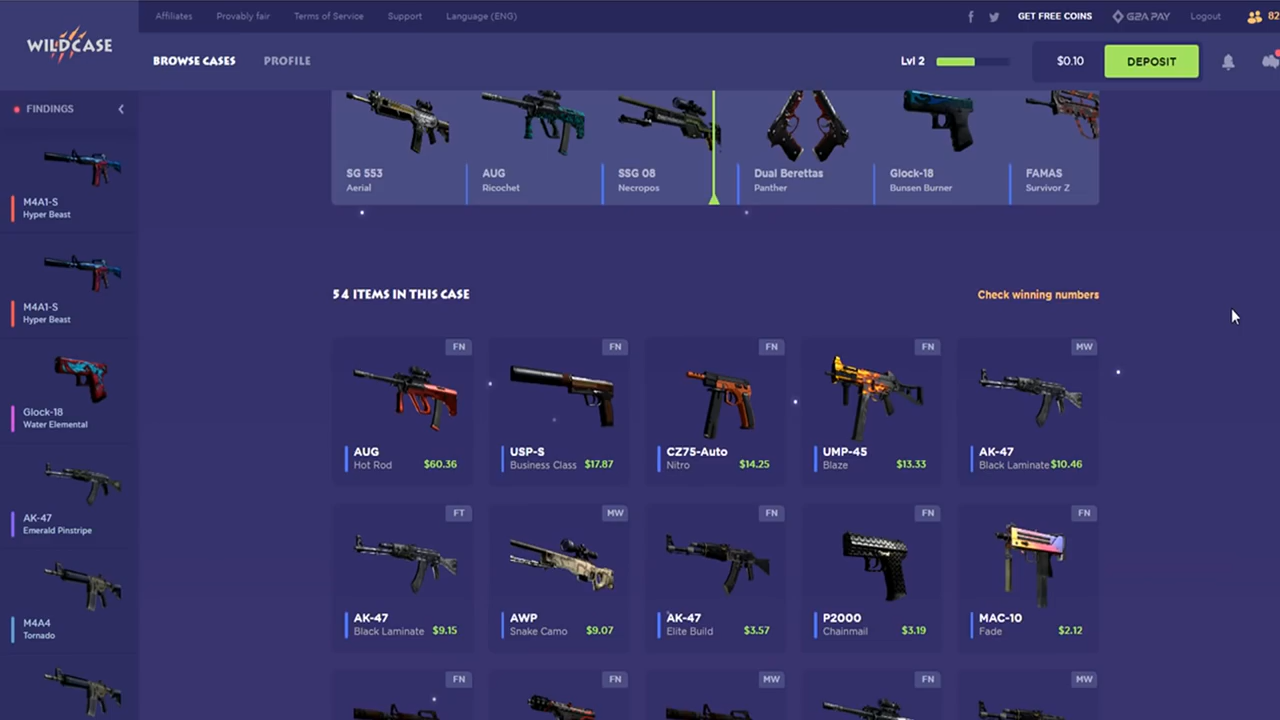 Affiliates
Provably fair
Terms of Service
Support
Language (ENG)
GET FREE COINS
G2A PAY
Logout
82
WILDCASE
BROWSE CASES
PROFILE
Lvl 2
$0.10
DEPOSIT
FINDINGS
M4A1-S
Hyper Beast
M4A1-S
Hyper Beast
Glock-18
Water Elemental
AK-47
Emerald Pinstripe
M4A4
Tornado
SG 553
Aerial
AUG
Ricochet
SSG 08
Necropos
Dual Berettas
Panther
Glock-18
Bunsen Burner
FAMAS
Survivor Z
54 ITEMS IN THIS CASE
Check winning numbers
FN
AUG
Hot Rod $60.36
FN
USP-S
Business Class $17.87
FN
CZ75-Auto
Nitro $14.25
FN
UMP-45
Blaze $13.33
MW
AK-47
Black Laminate $10.46
FT
AK-47
Black Laminate $9.15
MW
AWP
Snake Camo $9.07
FN
AK-47
Elite Build $3.57
FN
P2000
Chainmail $3.19
FN
MAC-10
Fade $2.12
FN
FN
MW
FN
MW